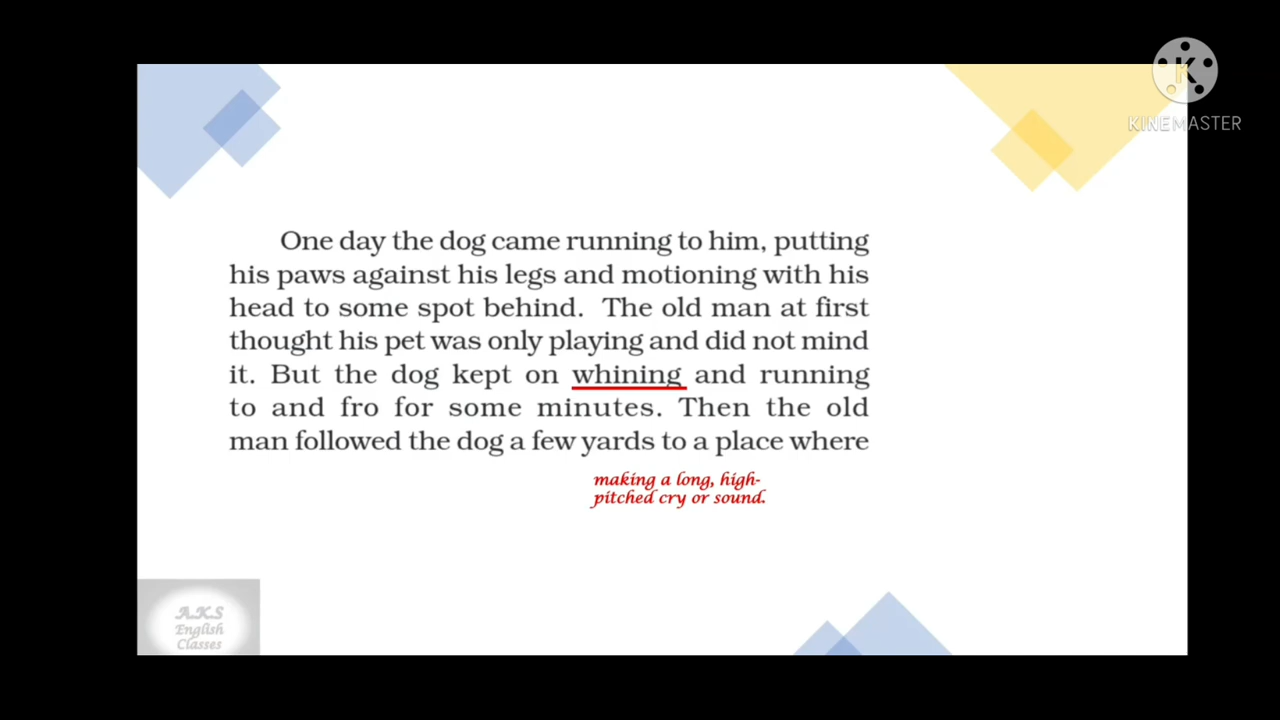 K
KINEMASTER
One day the dog came running to him, putting
his paws against his legs and motioning with his
head to some spot behind. The old man at first
thought his pet was only playing and did not mind
it. But the dog kept on whining and running
to and fro for some minutes. Then the old
man followed the dog a few yards to a place where
making a long, high-
pitched cry or sound.
A.K.S
English
Classes